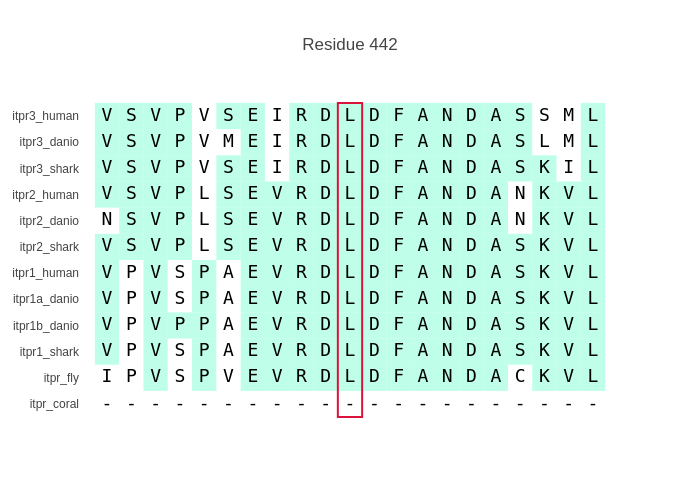 Residue 442
itpr3_human V S V P V S E I R D L D F A N D A S S M L
itpr3_danio V S V P V M E I R D L D F A N D A S L M L
itpr3_shark V S V P V S E I R D L D F A N D A S K I L
itpr2_human V S V P L S E V R D L D F A N D A N K V L
itpr2_danio N S V P L S E V R D L D F A N D A N K V L
itpr2_shark V S V P L S E V R D L D F A N D A S K V L
itpr1_human V P V S P A E V R D L D F A N D A S K V L
itpr1a_danio V P V S P A E V R D L D F A N D A S K V L
itpr1b_danio V P V P P A E V R D L D F A N D A S K V L
itpr1_shark V P V S P A E V R D L D F A N D A S K V L
itpr_fly I P V S P V E V R D L D F A N D A C K V L
itpr_coral - - - - - - - - - - - - - - - - - - - - -